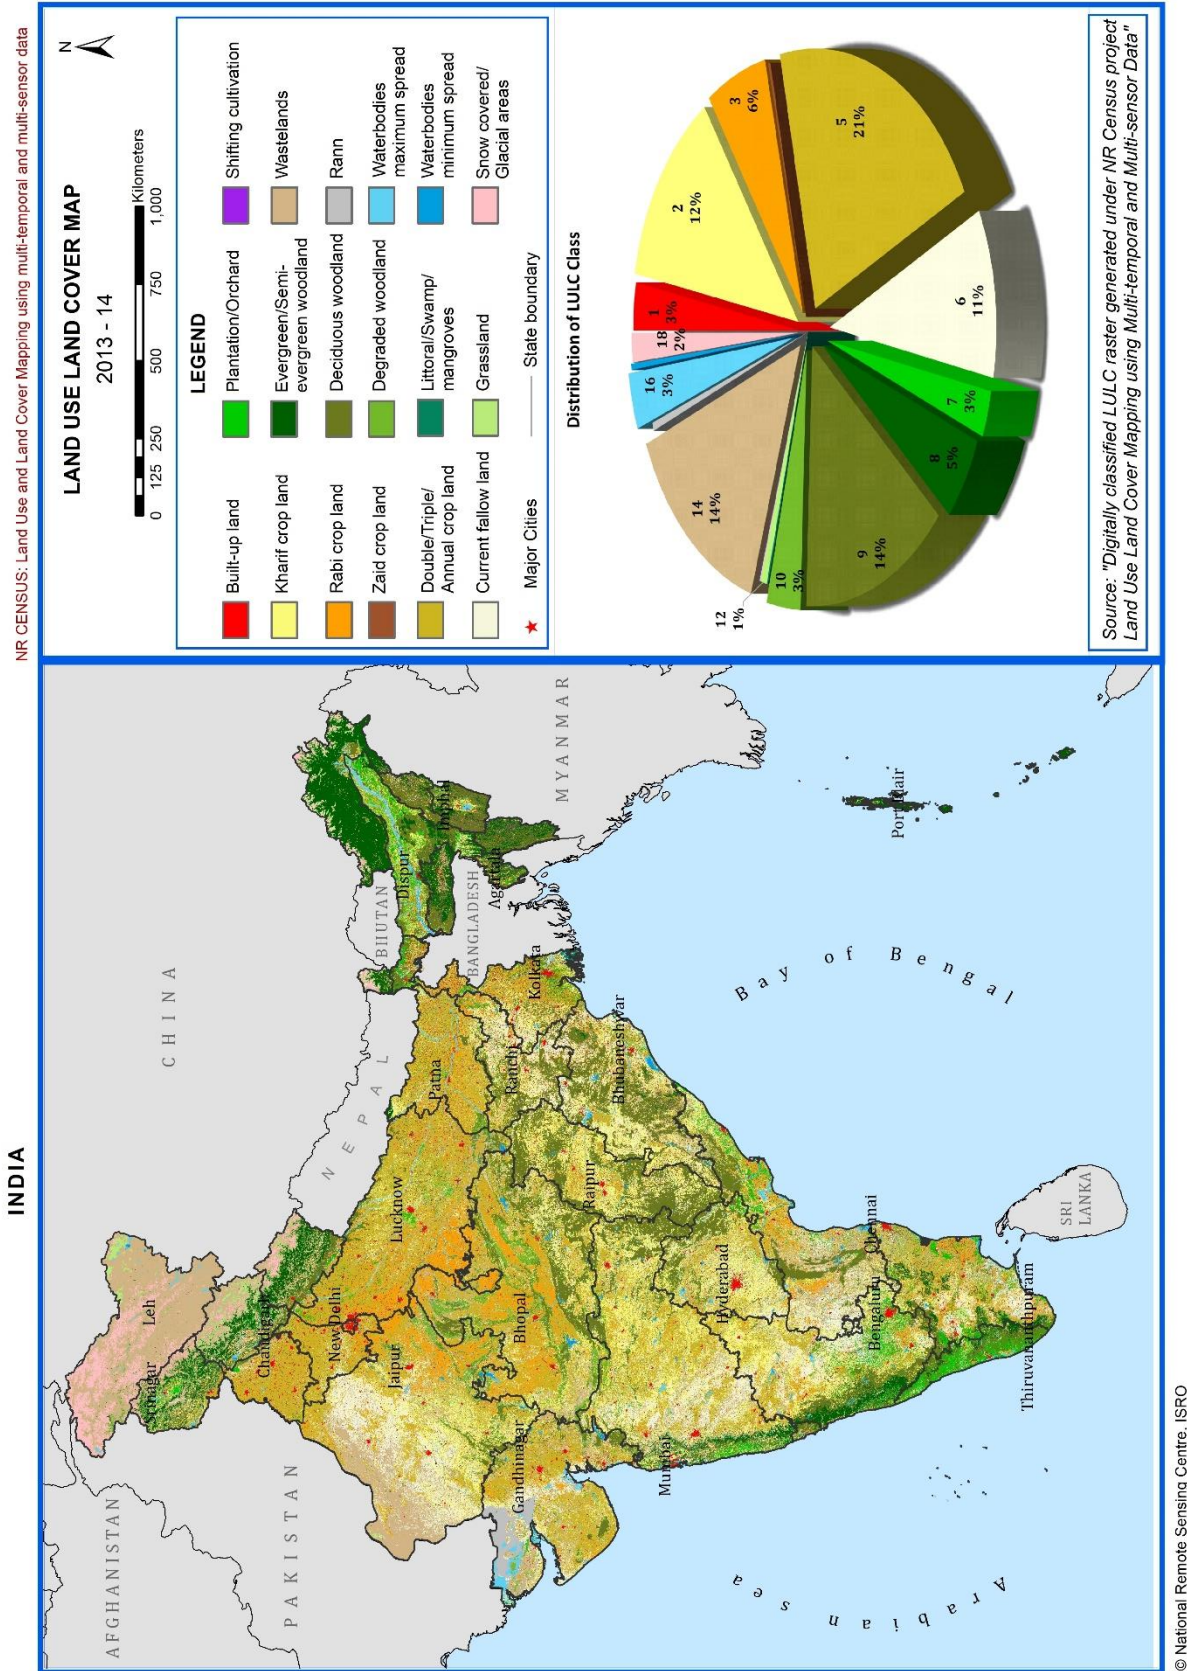 NR CENSUS: Land Use and Land Cover Mapping using multi-temporal and multi-sensor data
INDIA
AFGHANISTAN
PAKISTAN
CHINA
NEPAL
BHUTAN
BANGLADESH
MYANMAR
SRI
LANKA
Arabian sea
Bay of Bengal
Leh
Srinagar
Chandigarh
New Delhi
Jaipur
Lucknow
Patna
Dispur
Imphal
Agartala
Kolkata
Ranchi
Gandhinagar
Bhopal
Raipur
Bhubaneshwar
Mumbai
Hyderabad
Bengaluru
Chennai
Thiruvananthpuram
Port Blair
LAND USE LAND COVER MAP
2013 - 14
N
0 125 250 500 750 1,000
Kilometers
LEGEND
Built-up land
Kharif crop land
Rabi crop land
Zaid crop land
Double/Triple/
Annual crop land
Current fallow land
Major Cities
Plantation/Orchard
Evergreen/Semi-
evergreen woodland
Deciduous woodland
Degraded woodland
Littoral/Swamp/
mangroves
Grassland
State boundary
Shifting cultivation
Wastelands
Rann
Waterbodies
maximum spread
Waterbodies
minimum spread
Snow covered/
Glacial areas
Distribution of LULC Class
1
3%
2
12%
3
6%
5
21%
6
11%
7
3%
8
5%
9
14%
10
3%
12
1%
14
14%
16
3%
18
2%
Source: "Digitally classified LULC raster generated under NR Census project
Land Use Land Cover Mapping using Multi-temporal and Multi-sensor Data"
© National Remote Sensing Centre, ISRO